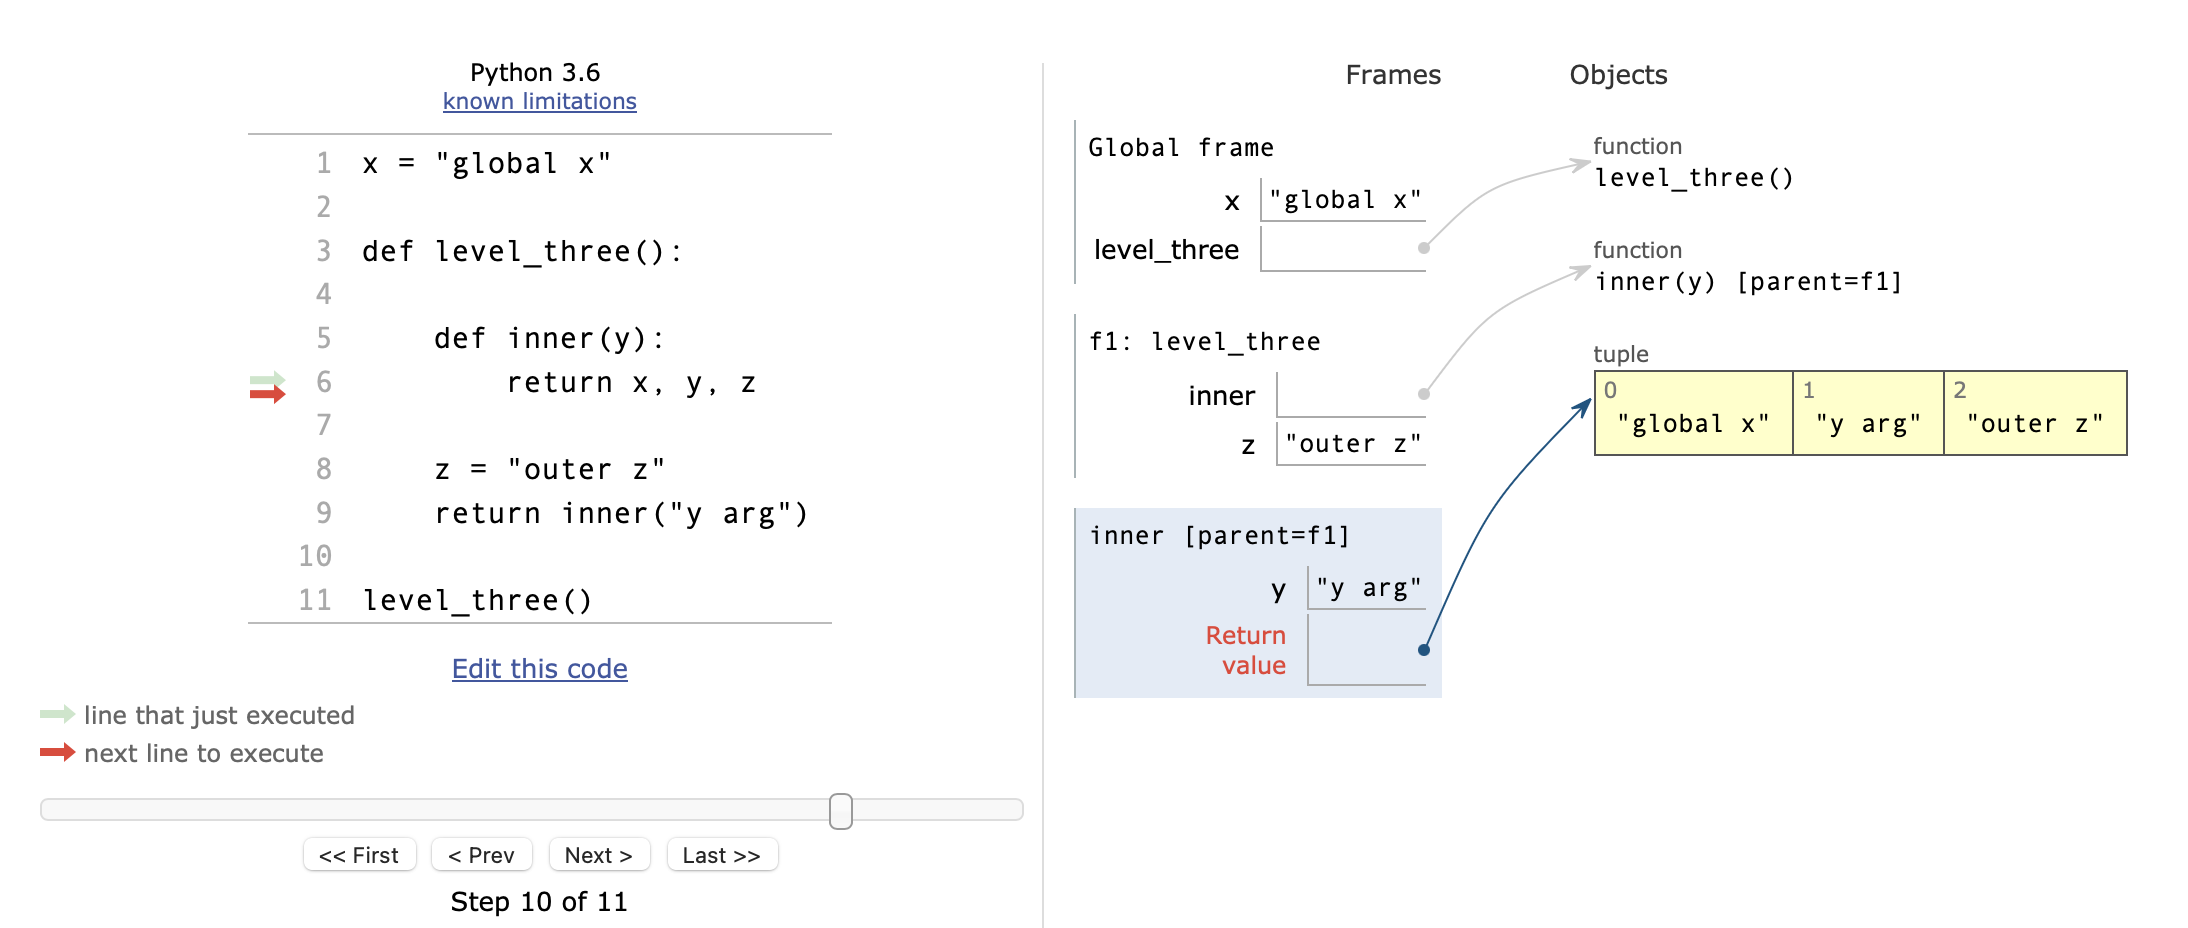 Python 3.6
known limitations
1 x = "global x"
2
3 def level_three():
4
5     def inner(y):
6         return x, y, z
7
8     z = "outer z"
9     return inner("y arg")
10
11 level_three()
Edit this code
line that just executed
next line to execute
<< First < Prev Next > Last >>
Step 10 of 11
Frames Objects
Global frame
x "global x"
level_three
function
level_three()
function
inner(y) [parent=f1]
f1: level_three
inner
z "outer z"
tuple
0 1 2
"global x" "y arg" "outer z"
inner [parent=f1]
y "y arg"
Return
value